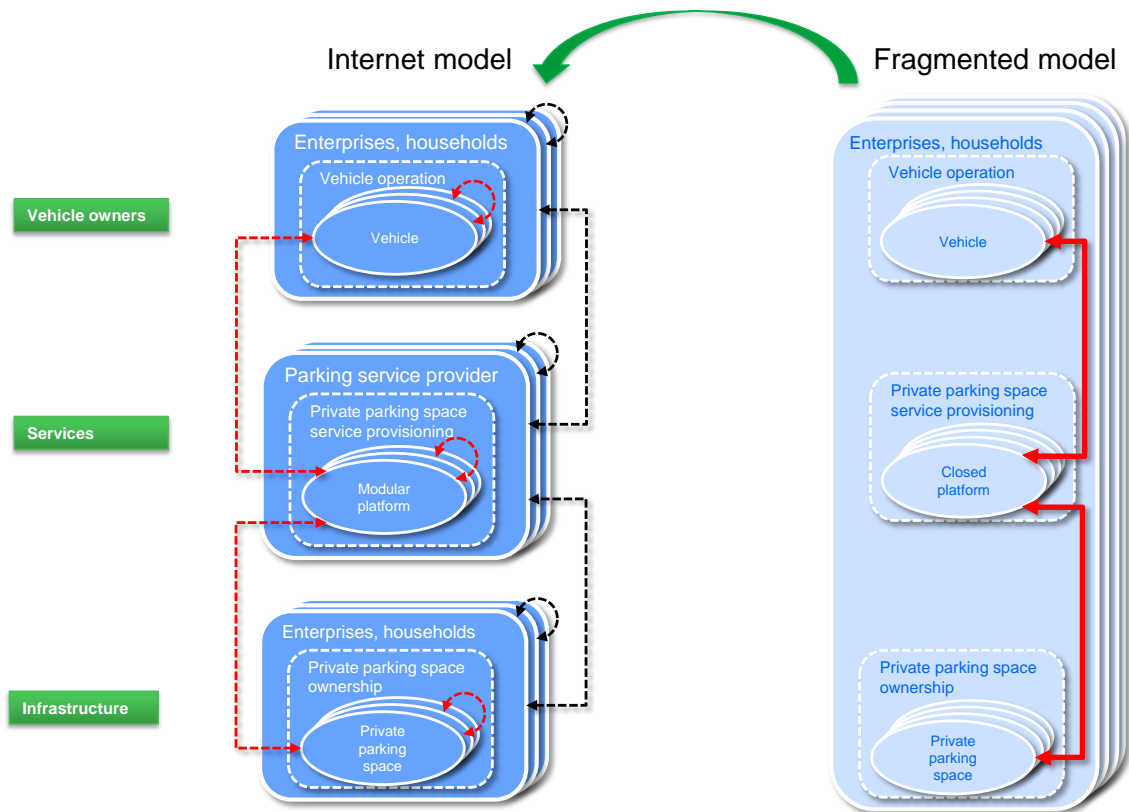 Internet model
Fragmented model
Enterprises, households
Vehicle operation
Vehicle
Vehicle owners
Enterprises, households
Vehicle operation
Vehicle
Parking service provider
Private parking space
service provisioning
Modular
platform
Services
Private parking space
service provisioning
Closed
platform
Enterprises, households
Private parking space
ownership
Private
parking
space
Infrastructure
Private parking space
ownership
Private
parking
space